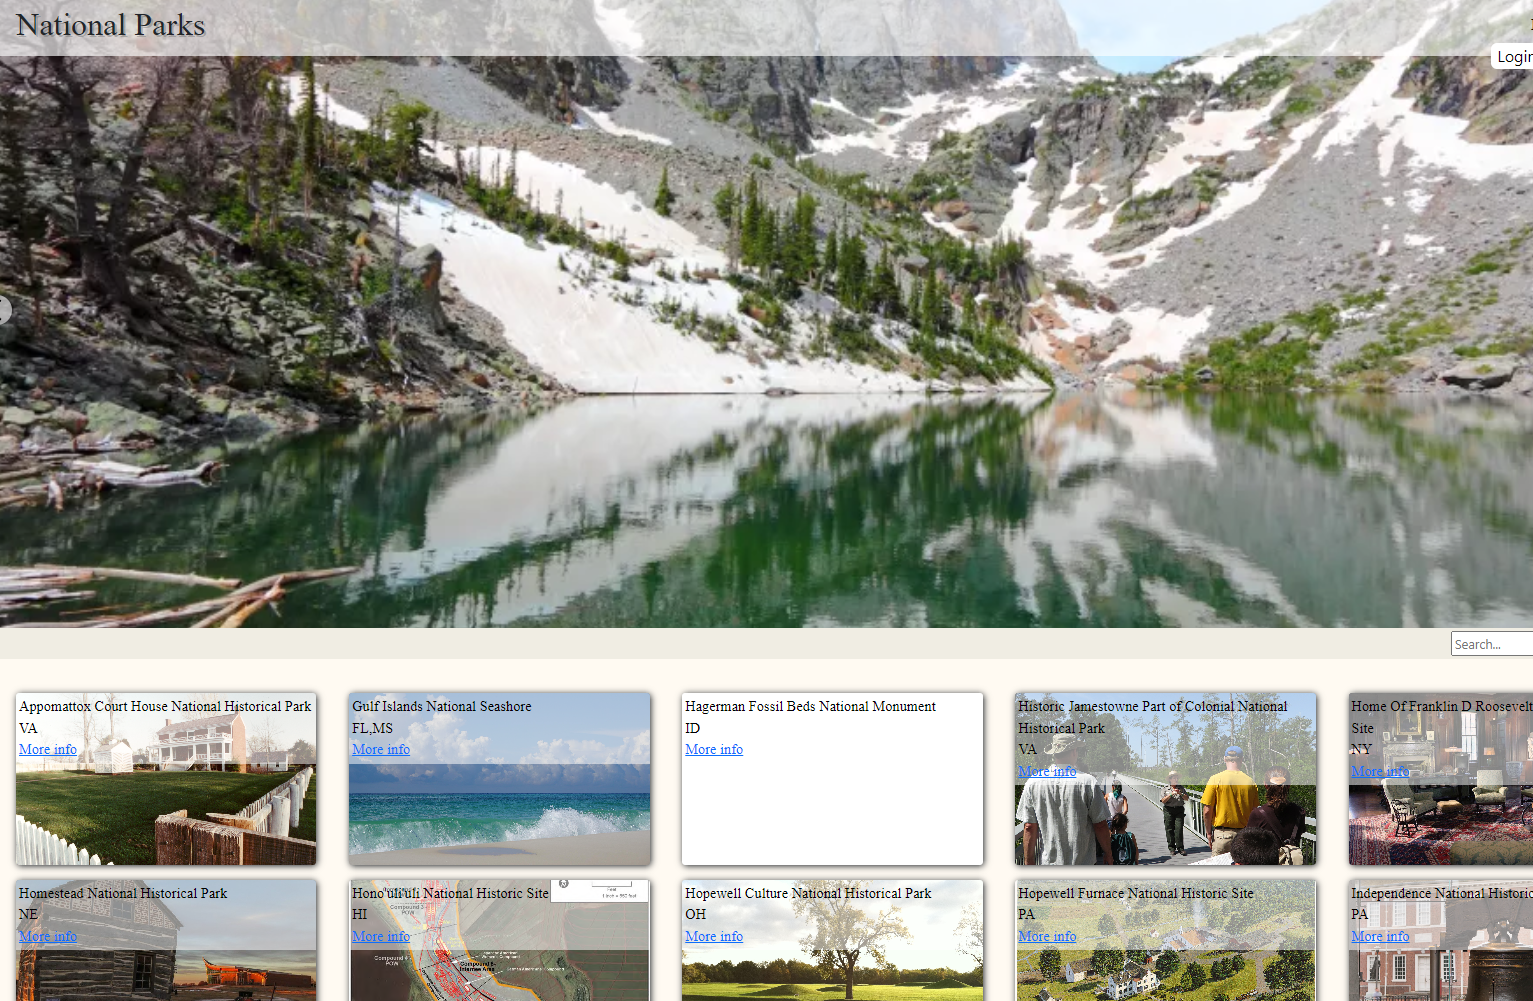 National Parks
Login
Search...
Appomattox Court House National Historical Park
VA
More info
Gulf Islands National Seashore
FL,MS
More info
Hagerman Fossil Beds National Monument
ID
More info
Historic Jamestowne Part of Colonial National
Historical Park
VA
More info
Home Of Franklin D Roosevelt
Site
NY
More info
Homestead National Historical Park
NE
More info
Honouliuli National Historic Site
HI
More info
Hopewell Culture National Historical Park
OH
More info
Hopewell Furnace National Historic Site
PA
More info
Independence National Historic
PA
More info